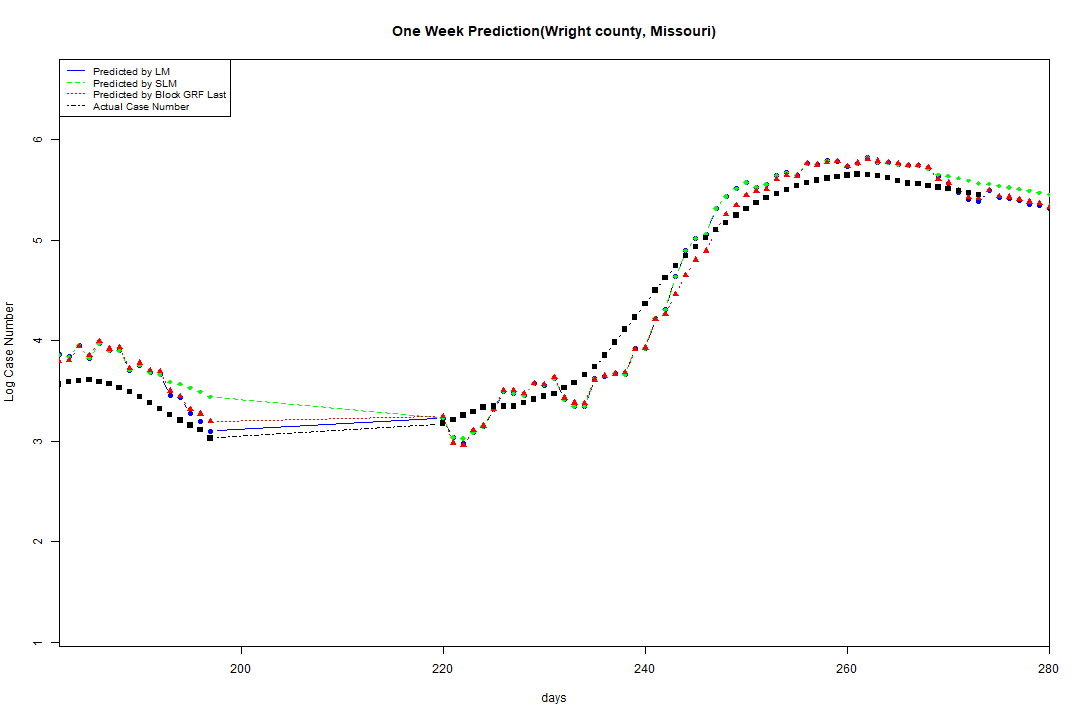 One Week Prediction(Wright county, Missouri)
Predicted by LM
Predicted by SLM
Predicted by Block GRF Last
Actual Case Number
6
5
4
3
2
1
Log Case Number
200
220
240
260
280
days